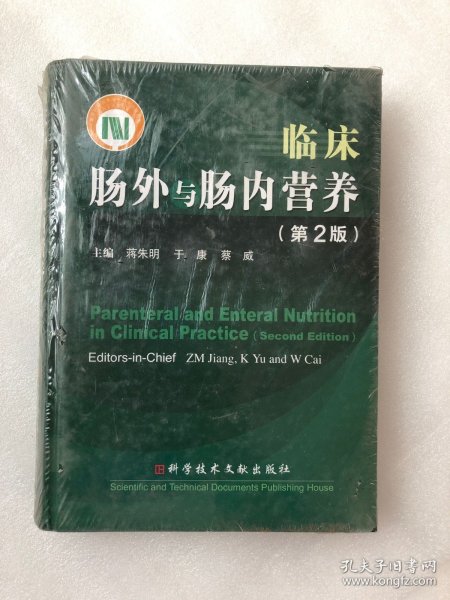 临床
肠外与肠内营养
(第2版)
主编 蒋朱明 于康 蔡威
Parenteral and Enteral Nutrition
in Clinical Practice (Second Edition)
Editors-in-Chief ZM Jiang, K Yu and W Cai
科学技术文献出版社
Scientific and Technical Documents Publishing House
孔夫子旧书网
www.kongfz.com